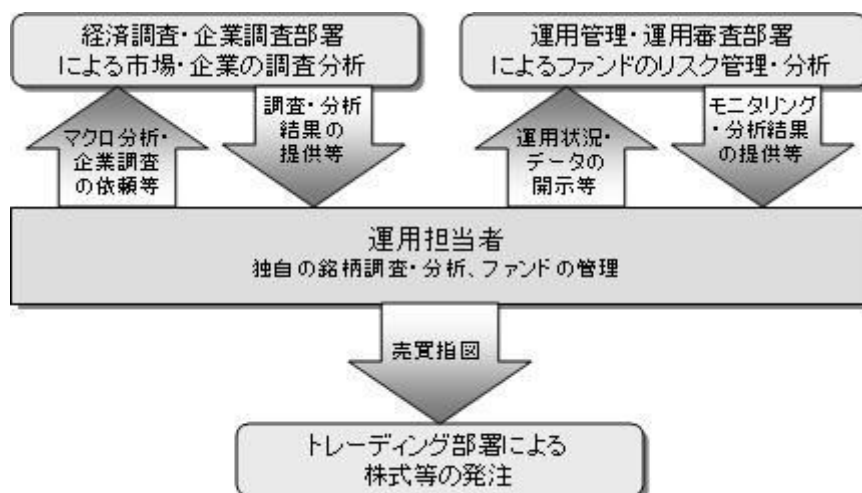 経済調査・企業調査部署
による市場・企業の調査分析
運用管理・運用審査部署
によるファンドのリスク管理・分析
マクロ分析・
企業調査
の依頼等
調査・分析
結果の
提供等
運用状況・
データの
開示等
モニタリング
・分析結果
の提供等
運用担当者
独自の銘柄調査・分析、ファンドの管理
売買指図
トレーディング部署による
株式等の発注